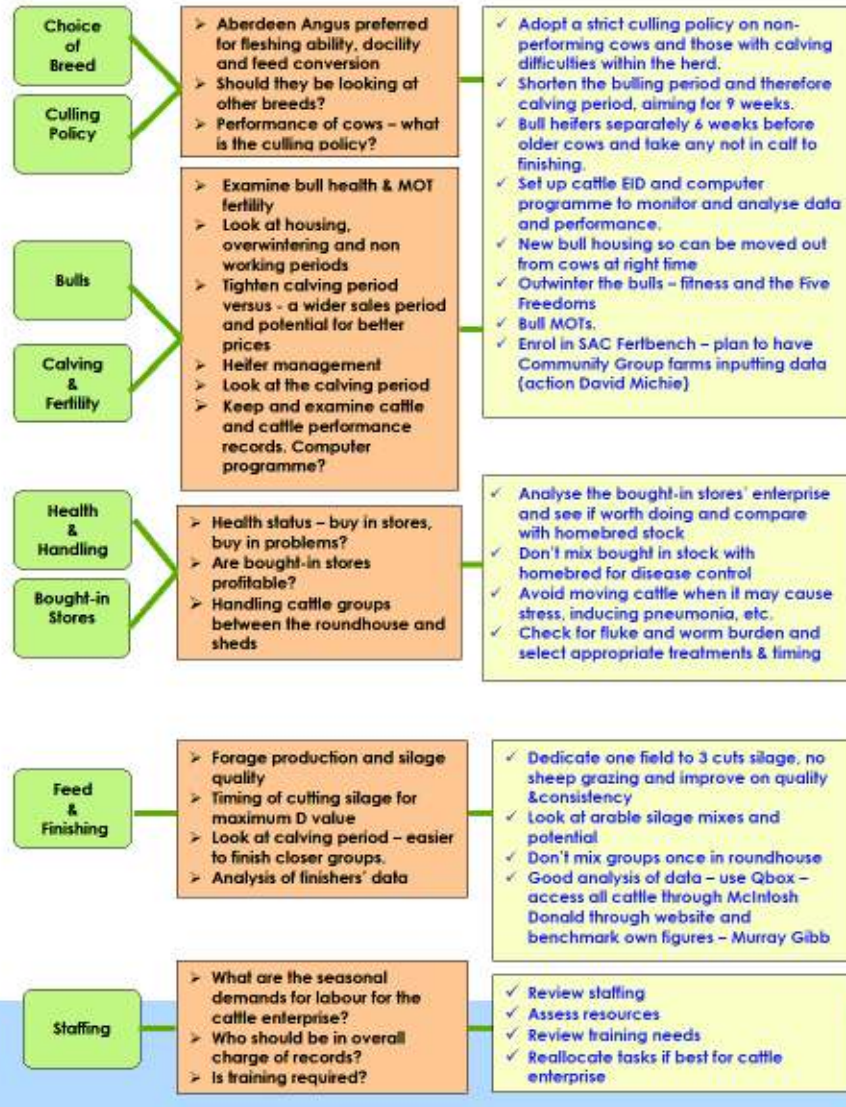 Choice
of
Breed
Culling
Policy
➢ Aberdeen Angus preferred
for fleshing ability, docility
and feed conversion
➢ Should they be looking at
other breeds?
➢ Performance of cows – what
is the culling policy?
Bulls
Calving
&
Fertility
➢ Examine bull health & MOT
fertility
➢ Look at housing,
overwintering and non
working periods
➢ Tighten calving period
versus - a wider sales period
and potential for better
prices
➢ Heifer management
➢ Look at the calving period
➢ Keep and examine cattle
and cattle performance
records. Computer
programme?
✓ Adopt a strict culling policy on non-
performing cows and those with calving
difficulties within the herd.
✓ Shorten the bulling period and therefore
calving period, aiming for 9 weeks.
✓ Bull heifers separately 6 weeks before
older cows and take any not in calf to
finishing.
✓ Set up cattle EID and computer
programme to monitor and analyse data
and performance.
✓ New bull housing so can be moved out
from cows at right time
✓ Outwinter the bulls – fitness and the Five
Freedoms
✓ Bull MOTs.
✓ Enrol in SAC Fertbench – plan to have
Community Group farms inputting data
(action David Michie)
Health
&
Handling
Bought-in
Stores
➢ Health status – buy in stores,
buy in problems?
➢ Are bought-in stores
profitable?
➢ Handling cattle groups
between the roundhouse and
sheds
✓ Analyse the bought-in stores' enterprise
and see if worth doing and compare
with homebred stock
✓ Don't mix bought in stock with
homebred for disease control
✓ Avoid moving cattle when it may cause
stress, inducing pneumonia, etc.
✓ Check for fluke and worm burden and
select appropriate treatments & timing
Feed
&
Finishing
➢ Forage production and silage
quality
➢ Timing of cutting silage for
maximum D value
➢ Look at calving period – easier
to finish closer groups.
➢ Analysis of finishers' data
✓ Dedicate one field to 3 cuts silage, no
sheep grazing and improve on quality
&consistency
✓ Look at arable silage mixes and
potential
✓ Don't mix groups once in roundhouse
✓ Good analysis of data – use Qbox –
access all cattle through McIntosh
Donald through website and
benchmark own figures – Murray Gibb
Staffing
➢ What are the seasonal
demands for labour for the
cattle enterprise?
➢ Who should be in overall
charge of records?
➢ Is training required?
✓ Review staffing
✓ Assess resources
✓ Review training needs
✓ Reallocate tasks if best for cattle
enterprise